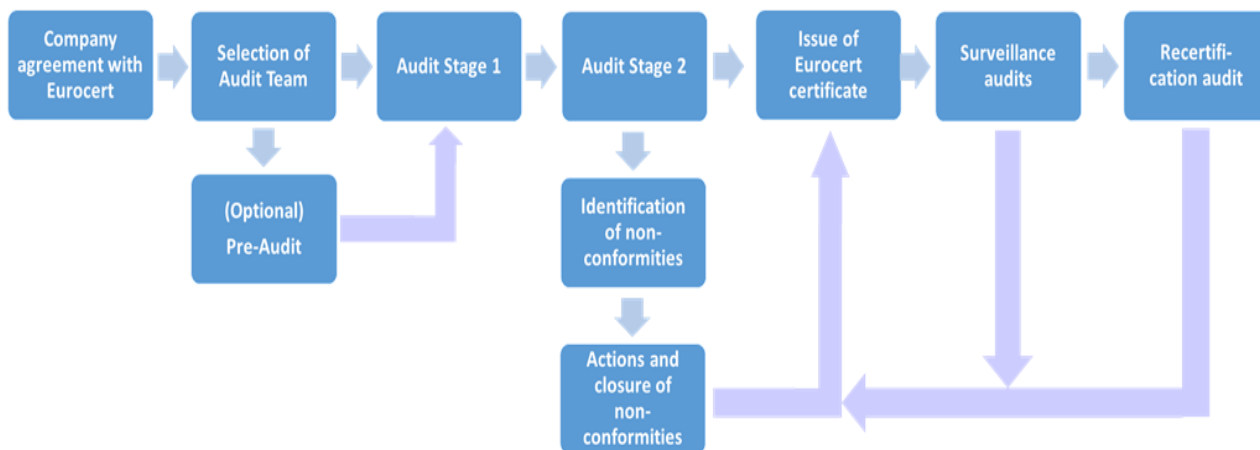 Company
agreement with
Eurocert
Selection of
Audit Team
Audit Stage 1
Audit Stage 2
Issue of
Eurocert
certificate
Surveillance
audits
Recertifi-
cation audit
(Optional)
Pre-Audit
Identification
of non-
conformities
Actions and
closure of
non-
conformities